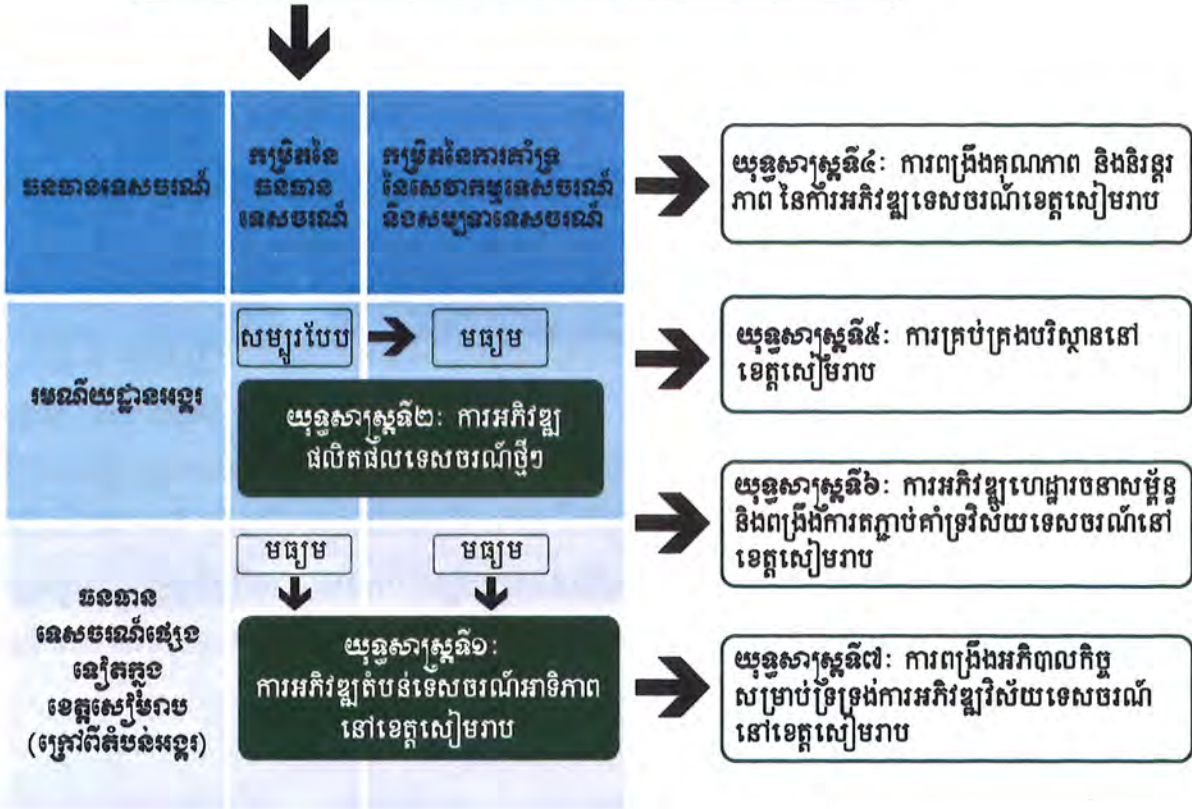 ធនធានទេសចរណ៍
កម្រិតនៃ
ធនធាន
ទេសចរណ៍
កម្រិតនៃការគាំទ្រ
នៃសេវាកម្មទេសចរណ៍
និងសម្បទាទេសចរណ៍
រមណីយដ្ឋានអង្គរ
សម្បូរបែប
មធ្យម
យុទ្ធសាស្ត្រទី២: ការអភិវឌ្ឍ
ផលិតផលទេសចរណ៍ថ្មីៗ
ធនធាន
ទេសចរណ៍ផ្សេង
ទៀតក្នុង
ខេត្តសៀមរាប
(ក្រៅពីតំបន់អង្គរ)
មធ្យម
មធ្យម
យុទ្ធសាស្ត្រទី១:
ការអភិវឌ្ឍតំបន់ទេសចរណ៍អាទិភាព
នៅខេត្តសៀមរាប
យុទ្ធសាស្ត្រទី៤: ការពង្រឹងគុណភាព និងនិរន្តរ
ភាព នៃការអភិវឌ្ឍទេសចរណ៍ខេត្តសៀមរាប
យុទ្ធសាស្ត្រទី៥: ការគ្រប់គ្រងបរិស្ថាននៅ
ខេត្តសៀមរាប
យុទ្ធសាស្ត្រទី៦: ការអភិវឌ្ឍហេដ្ឋារចនាសម្ព័ន្ធ
និងពង្រឹងការតភ្ជាប់គាំទ្រវិស័យទេសចរណ៍នៅ
ខេត្តសៀមរាប
យុទ្ធសាស្ត្រទី៧: ការពង្រឹងអភិបាលកិច្ច
សម្រាប់ទ្រទ្រង់ការអភិវឌ្ឍវិស័យទេសចរណ៍
នៅខេត្តសៀមរាប